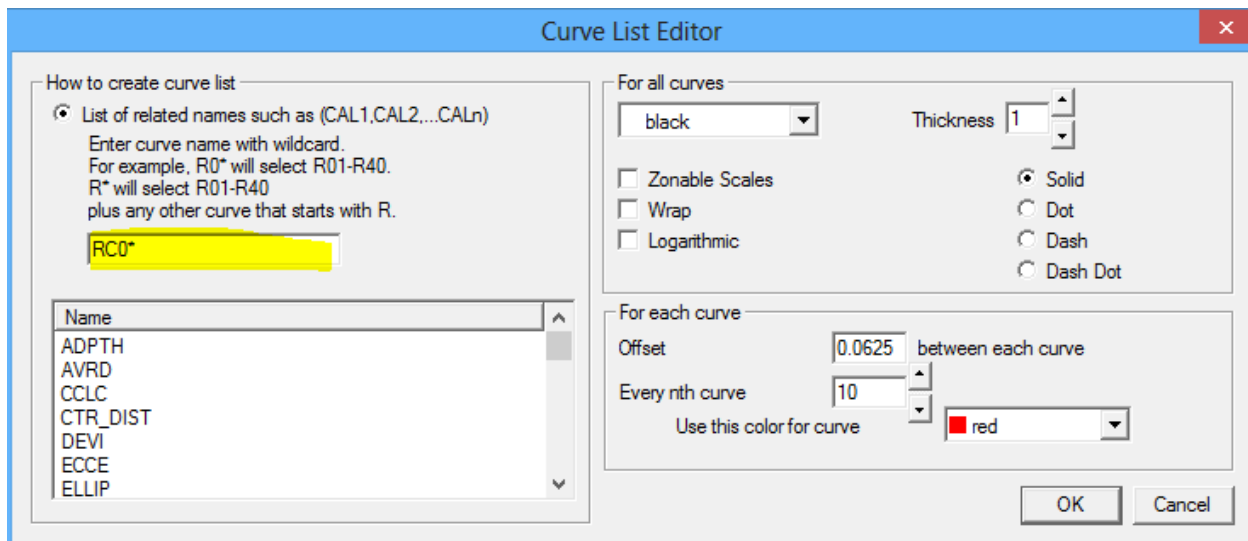 Curve List Editor
How to create curve list
List of related names such as (CAL1,CAL2,...CALn)
Enter curve name with wildcard.
For example, R0* will select R01-R40.
R* will select R01-R40
plus any other curve that starts with R.
RC0*
Name
ADPTH
AVRD
CCLC
CTR_DIST
DEVI
ECCE
ELLIP
For all curves
black
Thickness 1
Zonable Scales
Wrap
Logarithmic
Solid
Dot
Dash
Dash Dot
For each curve
Offset 0.0625 between each curve
Every nth curve 10
Use this color for curve red
OK Cancel